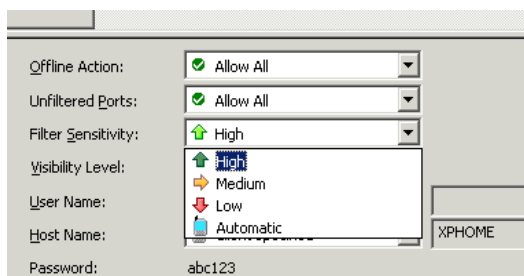 Offline Action: Allow All
Unfiltered Ports: Allow All
Filter Sensitivity: High
High
Visibility Level:
Medium
User Name:
Low
Automatic
Host Name: XPHOME
Password: abc123